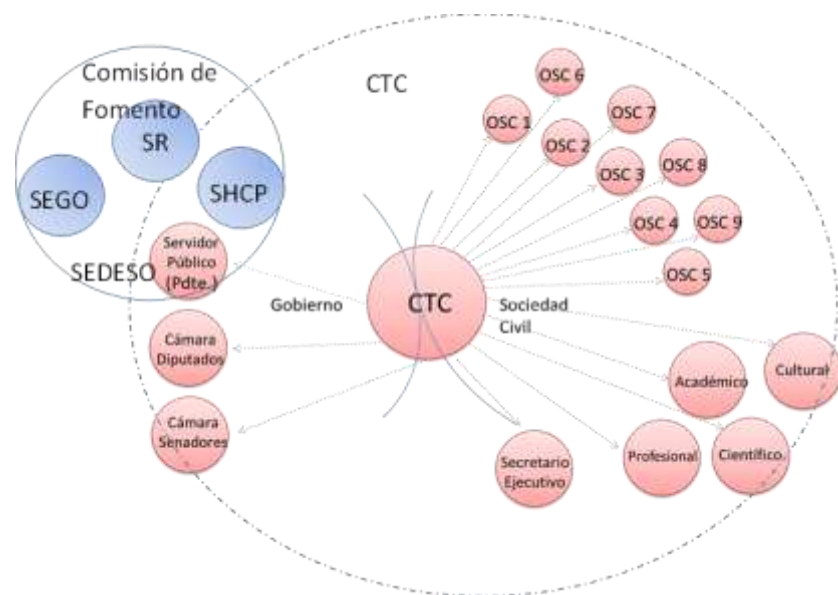 Comisión de
Fomento
SR
SEGO
SHCP
SEDESO
Servidor
Público
(Pdte.)
Cámara
Diputados
Cámara
Senadores
Gobierno
CTC
CTC
Sociedad
Civil
OSC 6
OSC 1
OSC 7
OSC 2
OSC 3
OSC 8
OSC 4
OSC 9
OSC 5
Cultural
Académico
Científico.
Profesional
Secretario
Ejecutivo